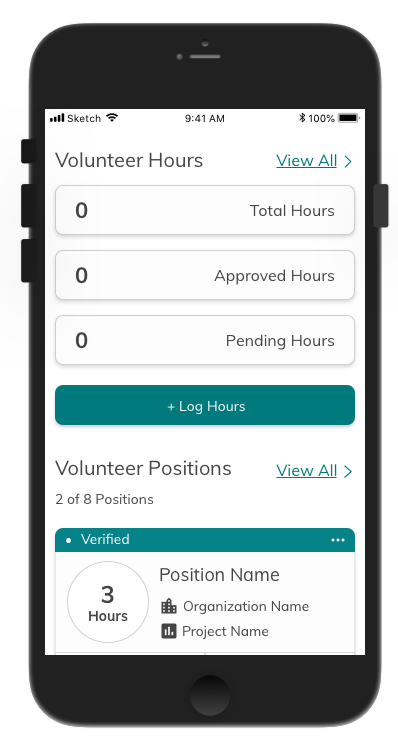 Sketch 9:41 AM 100%
Volunteer Hours View All
0 Total Hours
0 Approved Hours
0 Pending Hours
+ Log Hours
Volunteer Positions View All
2 of 8 Positions
Verified
3 Hours
Position Name
Organization Name
Project Name